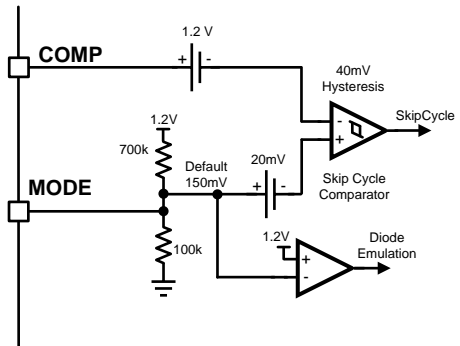 1.2 V
COMP
+ -
40mV
Hysteresis
SkipCycle
-
+
1.2V
700k
Default
150mV
20mV
+ -
Skip Cycle
Comparator
MODE
100k
1.2V
+
-
Diode
Emulation